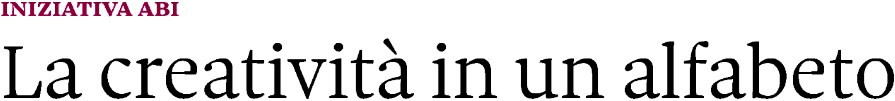 INIZIATIVA ABI
La creatività in un alfabeto